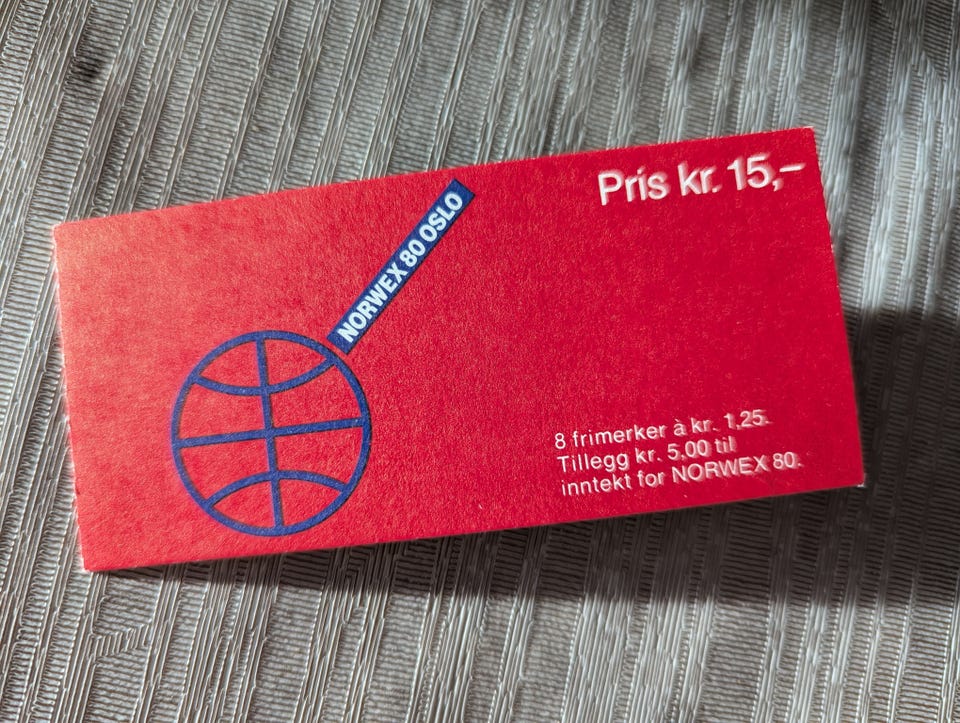 Pris kr. 15,-
NORWEX 80 OSLO
8 frimerker à kr. 1,25.
Tillegg kr. 5,00 til
inntekt for NORWEX 80.